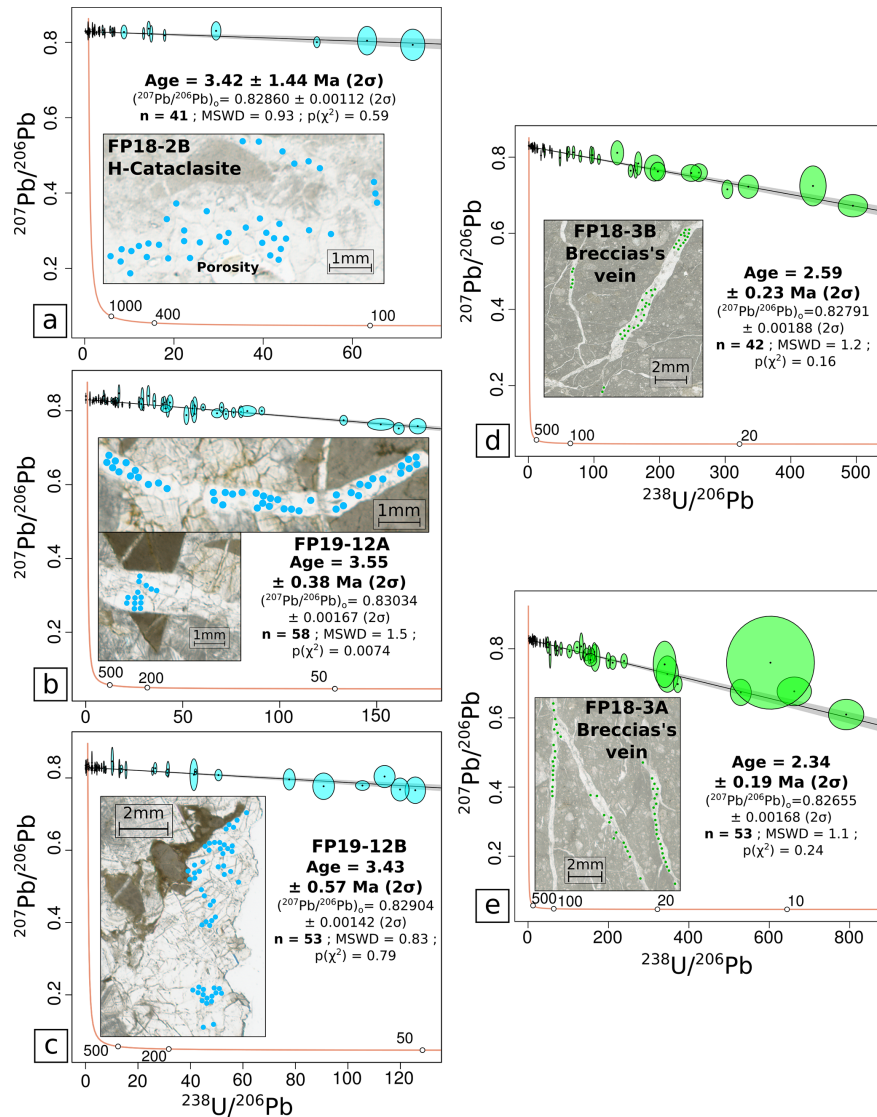 ²⁰⁷Pb/²⁰⁶Pb
0.8
0.6
0.4
0.2
Age = 3.42 ± 1.44 Ma (2σ)
(²⁰⁷Pb/²⁰⁶Pb)ₒ= 0.82860 ± 0.00112 (2σ)
n = 41 ; MSWD = 0.93 ; p(χ²) = 0.59
FP18-2B
H-Cataclasite
Porosity
1mm
1000
400
100
a
0
20
40
60
²⁰⁷Pb/²⁰⁶Pb
0.8
0.6
0.4
0.2
1mm
1mm
FP19-12A
Age = 3.55
± 0.38 Ma (2σ)
(²⁰⁷Pb/²⁰⁶Pb)ₒ= 0.83034
± 0.00167 (2σ)
n = 58 ; MSWD = 1.5 ;
p(χ²) = 0.0074
500
200
50
b
0
50
100
150
²⁰⁷Pb/²⁰⁶Pb
0.8
0.6
0.4
0.2
2mm
FP19-12B
Age = 3.43
± 0.57 Ma (2σ)
(²⁰⁷Pb/²⁰⁶Pb)ₒ= 0.82904
± 0.00142 (2σ)
n = 53 ; MSWD = 0.83 ;
p(χ²) = 0.79
500
200
50
c
0
20
40
60
80
100
120
²³⁸U/²⁰⁶Pb
²⁰⁷Pb/²⁰⁶Pb
0.8
0.6
0.4
0.2
FP18-3B
Breccias's
vein
2mm
Age = 2.59
± 0.23 Ma (2σ)
(²⁰⁷Pb/²⁰⁶Pb)ₒ=0.82791
± 0.00188 (2σ)
n = 42 ; MSWD = 1.2 ;
p(χ²) = 0.16
500
100
20
d
0
100
200
300
400
500
²³⁸U/²⁰⁶Pb
²⁰⁷Pb/²⁰⁶Pb
0.8
0.6
0.4
0.2
FP18-3A
Breccias's
vein
2mm
Age = 2.34
± 0.19 Ma (2σ)
(²⁰⁷Pb/²⁰⁶Pb)ₒ=0.82655
± 0.00168 (2σ)
n = 53 ; MSWD = 1.1 ;
p(χ²) = 0.24
500
100
20
10
e
0
200
400
600
800
²³⁸U/²⁰⁶Pb